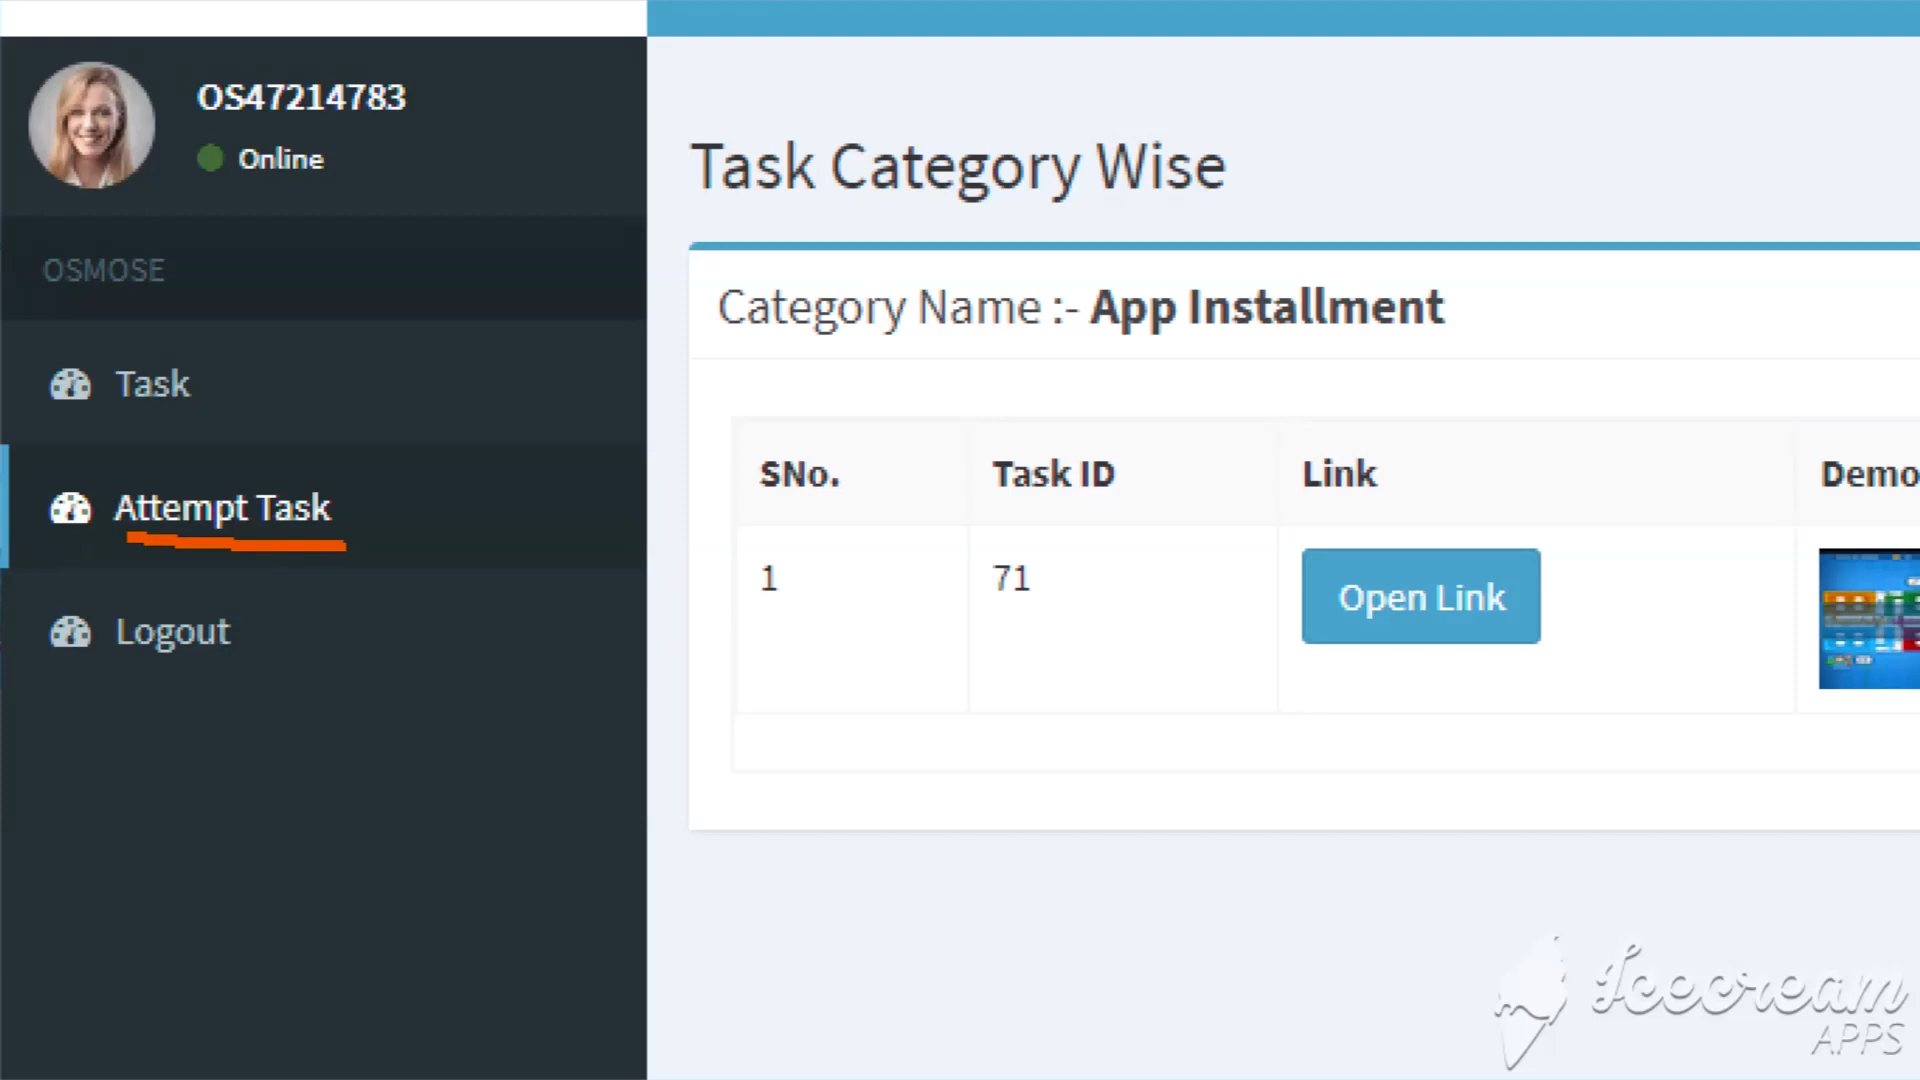 OS47214783
Online
OSMOSE
Task
Attempt Task
Logout
Task Category Wise
Category Name :- App Installment
SNo. Task ID Link Demo
1 71 Open Link
Icecream
APPS